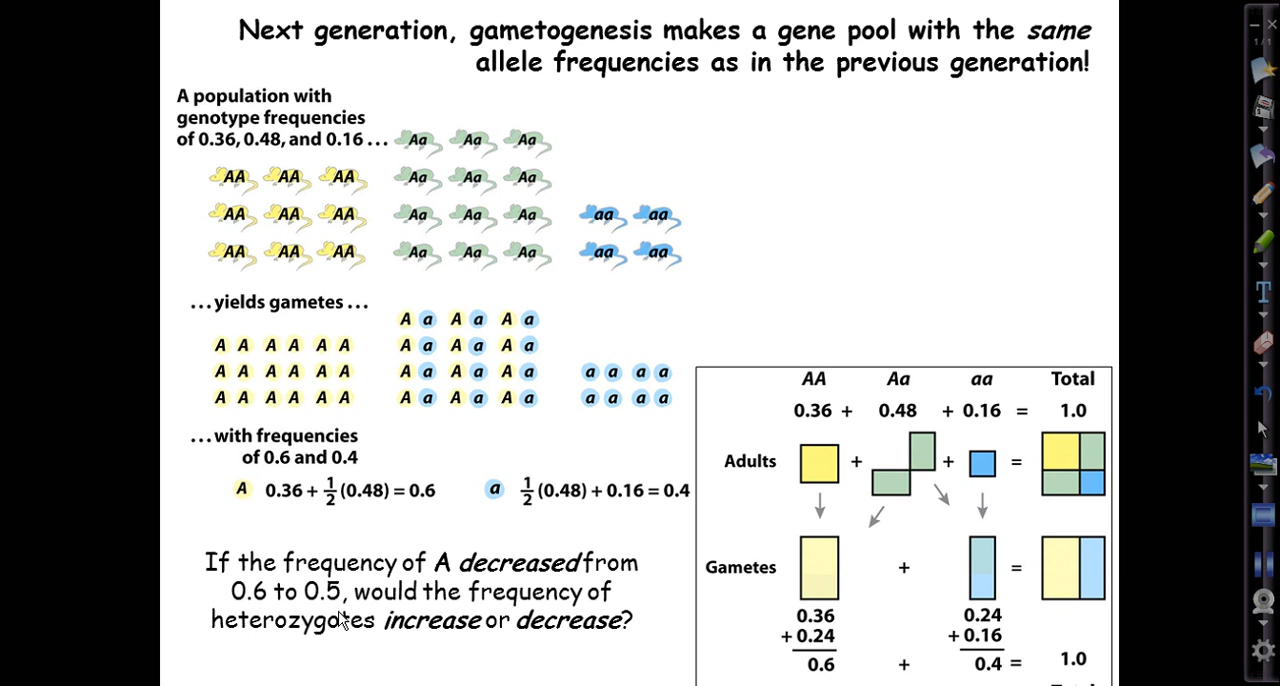 Next generation, gametogenesis makes a gene pool with the same
allele frequencies as in the previous generation!
A population with
genotype frequencies
of 0.36, 0.48, and 0.16 ...
Aa Aa Aa
AA AA AA Aa Aa Aa
AA AA AA Aa Aa Aa aa aa
AA AA AA Aa Aa Aa aa aa
...yields gametes ...
A a A a A a
A A A A A A A a A a A a
A A A A A A A a A a A a a a a a
A A A A A A A a A a A a a a a a
...with frequencies
of 0.6 and 0.4
A 0.36 + 1/2 (0.48) = 0.6 a 1/2 (0.48) + 0.16 = 0.4
If the frequency of A decreased from
0.6 to 0.5, would the frequency of
heterozygotes increase or decrease?
AA Aa aa Total
0.36 + 0.48 + 0.16 = 1.0
Adults + + =
Gametes + =
0.36 0.24
+ 0.24 + 0.16
0.6 + 0.4 = 1.0
1/1
T